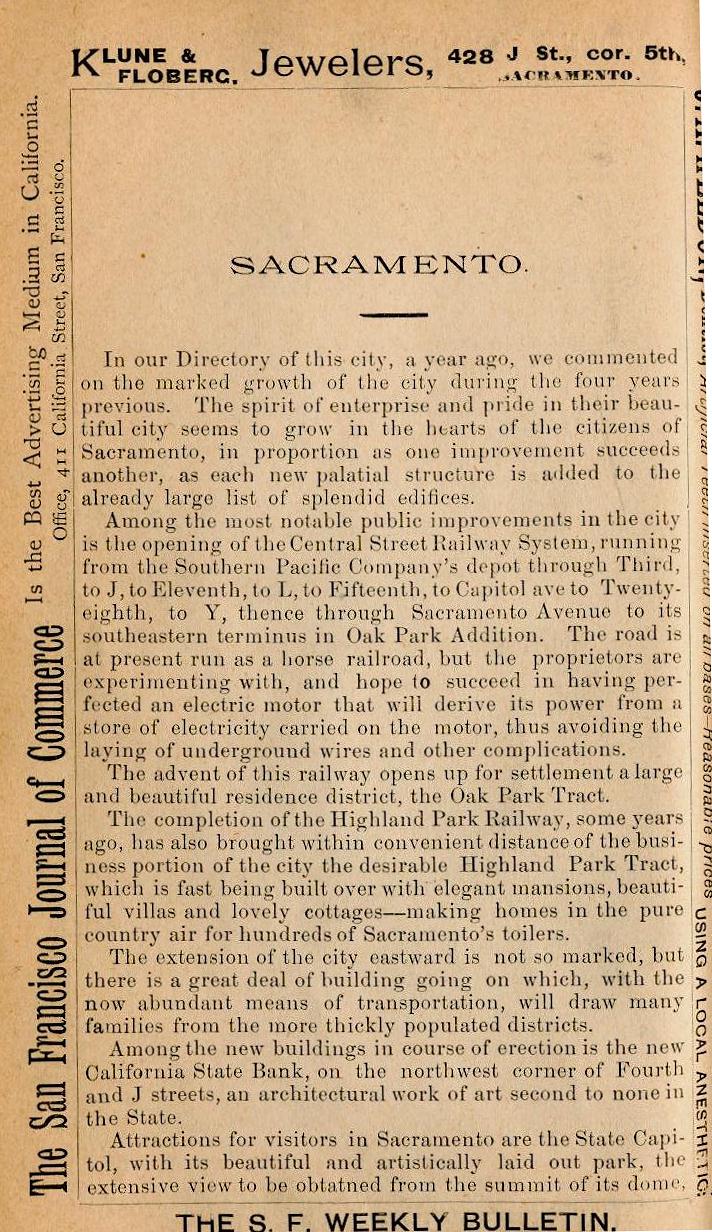 KLUNE & FLOBERG. Jewelers, 428 J St., cor. 5th, SACRAMENTO.
The San Francisco Journal of Commerce Is the Best Advertising Medium in California.
Office, 411 California Street, San Francisco.
SACRAMENTO.
In our Directory of this city, a year ago, we commented
on the marked growth of the city during the four years
previous. The spirit of enterprise and pride in their beau-
tiful city seems to grow in the hearts of the citizens of
Sacramento, in proportion as one improvement succeeds
another, as each new palatial structure is added to the
already large list of splendid edifices.
Among the most notable public improvements in the city
is the opening of the Central Street Railway System, running
from the Southern Pacific Company's depot through Third,
to J, to Eleventh, to L, to Fifteenth, to Capitol ave to Twenty-
eighth, to Y, thence through Sacramento Avenue to its
southeastern terminus in Oak Park Addition. The road is
at present run as a horse railroad, but the proprietors are
experimenting with, and hope to succeed in having per-
fected an electric motor that will derive its power from a
store of electricity carried on the motor, thus avoiding the
laying of underground wires and other complications.
The advent of this railway opens up for settlement a large
and beautiful residence district, the Oak Park Tract.
The completion of the Highland Park Railway, some years
ago, has also brought within convenient distance of the busi-
ness portion of the city the desirable Highland Park Tract,
which is fast being built over with elegant mansions, beauti-
ful villas and lovely cottages—making homes in the pure
country air for hundreds of Sacramento's toilers.
The extension of the city eastward is not so marked, but
there is a great deal of building going on which, with the
now abundant means of transportation, will draw many
families from the more thickly populated districts.
Among the new buildings in course of erection is the new
California State Bank, on the northwest corner of Fourth
and J streets, an architectural work of art second to none in
the State.
Attractions for visitors in Sacramento are the State Capi-
tol, with its beautiful and artistically laid out park, the
extensive view to be obtatned from the summit of its dome,
on all bases—Reasonable prices USING A LOCAL ANESTHETIC.
THE S. F. WEEKLY BULLETIN.